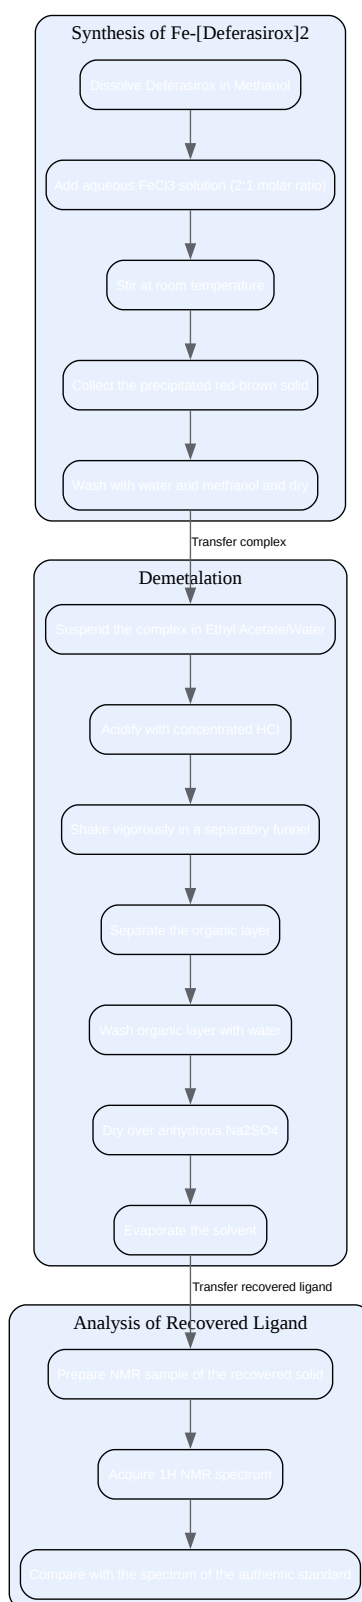 Synthesis of Fe-[Deferasirox]2
Dissolve Deferasirox in Methanol
Add aqueous FeCl3 solution (2:1 molar ratio)
Stir at room temperature
Collect the precipitated red-brown solid
Wash with water and methanol and dry
Transfer complex
Demetalation
Suspend the complex in Ethyl Acetate/Water
Acidify with concentrated HCl
Shake vigorously in a separatory funnel
Separate the organic layer
Wash organic layer with water
Dry over anhydrous Na2SO4
Evaporate the solvent
Transfer recovered ligand
Analysis of Recovered Ligand
Prepare NMR sample of the recovered solid
Acquire 1H NMR spectrum
Compare with the spectrum of the authentic standard